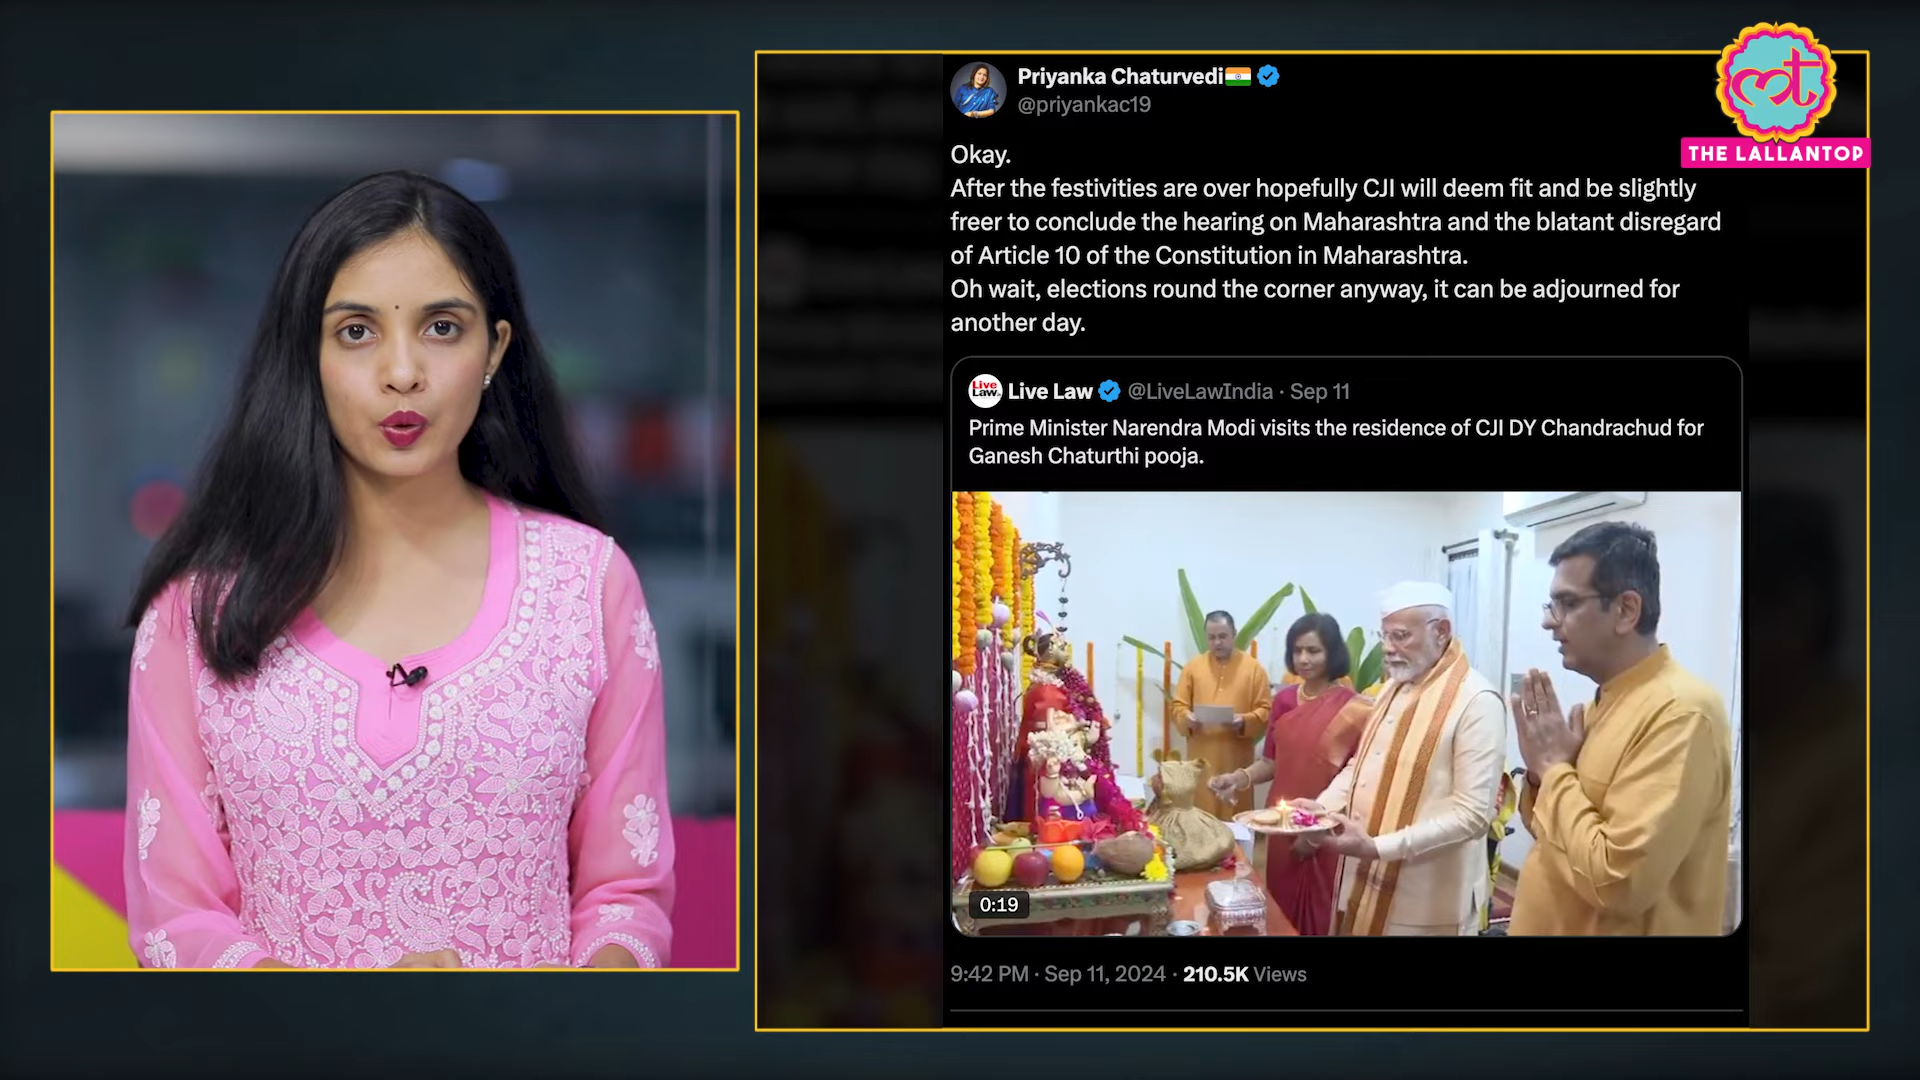 Priyanka Chaturvedi
@priyankac19
Okay.
After the festivities are over hopefully CJI will deem fit and be slightly
freer to conclude the hearing on Maharashtra and the blatant disregard
of Article 10 of the Constitution in Maharashtra.
Oh wait, elections round the corner anyway, it can be adjourned for
another day.
Live Law.
Live Law @LiveLawIndia · Sep 11
Prime Minister Narendra Modi visits the residence of CJI DY Chandrachud for
Ganesh Chaturthi pooja.
0:19
9:42 PM · Sep 11, 2024 · 210.5K Views
THE LALLANTOP